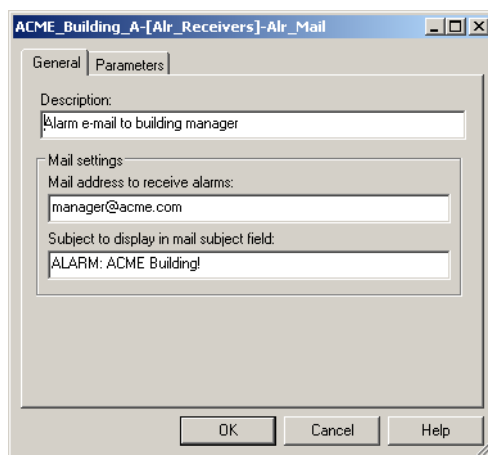 ACME_Building_A-[Alr_Receivers]-Alr_Mail
General Parameters
Description:
Alarm e-mail to building manager
Mail settings
Mail address to receive alarms:
manager@acme.com
Subject to display in mail subject field:
ALARM: ACME Building!
OK Cancel Help